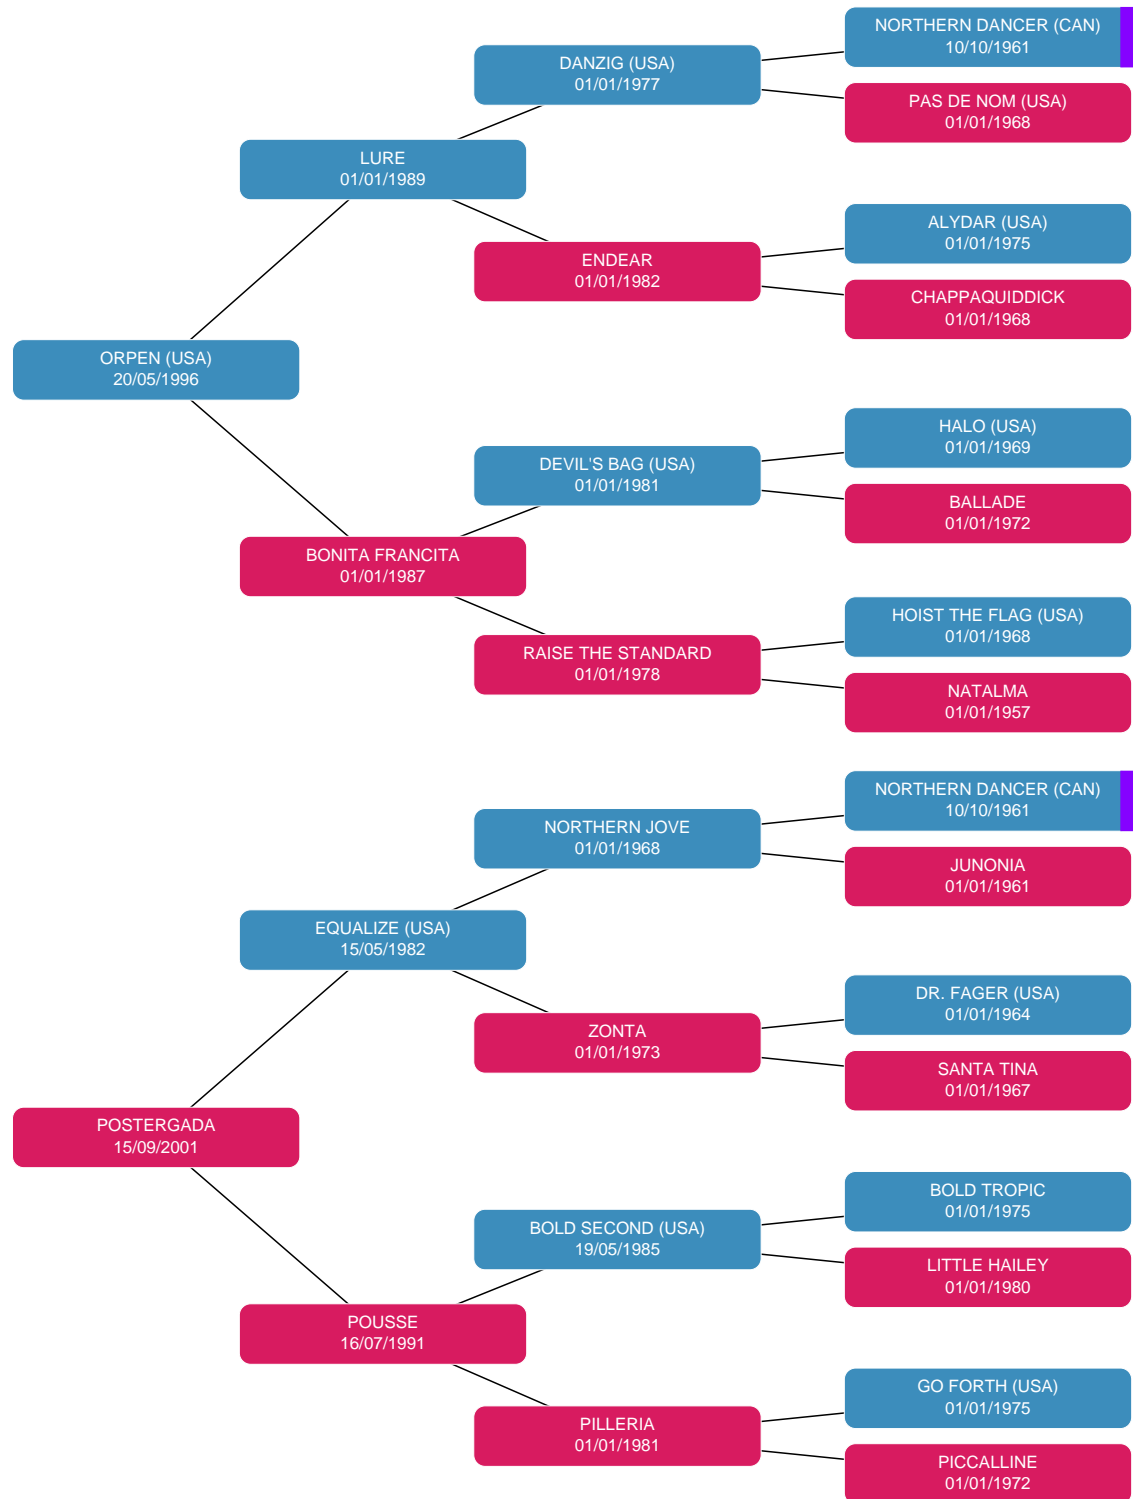 NORTHERN DANCER (CAN)
10/10/1961
DANZIG (USA)
01/01/1977
PAS DE NOM (USA)
01/01/1968
LURE
01/01/1989
ALYDAR (USA)
01/01/1975
ENDEAR
01/01/1982
CHAPPAQUIDDICK
01/01/1968
ORPEN (USA)
20/05/1996
HALO (USA)
01/01/1969
DEVIL'S BAG (USA)
01/01/1981
BALLADE
01/01/1972
BONITA FRANCITA
01/01/1987
HOIST THE FLAG (USA)
01/01/1968
RAISE THE STANDARD
01/01/1978
NATALMA
01/01/1957
NORTHERN DANCER (CAN)
10/10/1961
NORTHERN JOVE
01/01/1968
JUNONIA
01/01/1961
EQUALIZE (USA)
15/05/1982
DR. FAGER (USA)
01/01/1964
ZONTA
01/01/1973
SANTA TINA
01/01/1967
POSTERGADA
15/09/2001
BOLD TROPIC
01/01/1975
BOLD SECOND (USA)
19/05/1985
LITTLE HAILEY
01/01/1980
POUSSE
16/07/1991
GO FORTH (USA)
01/01/1975
PILLERIA
01/01/1981
PICCALLINE
01/01/1972